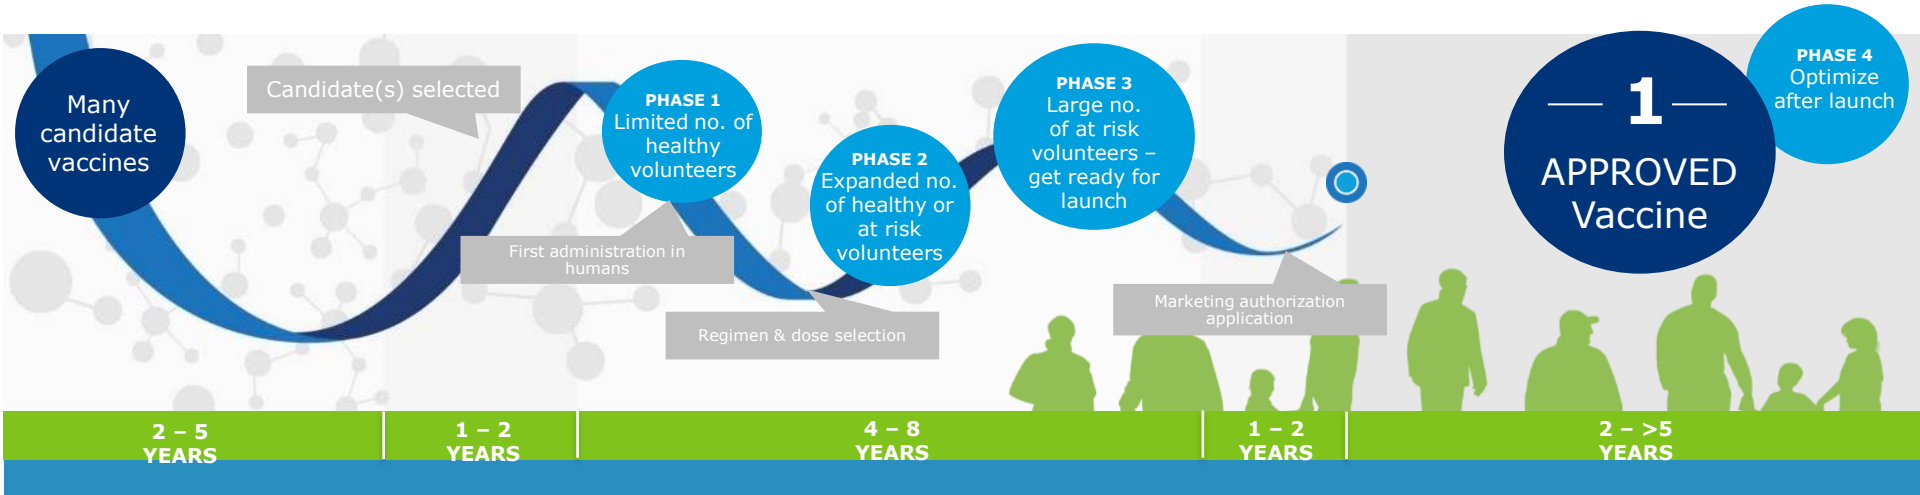 Many
candidate
vaccines
Candidate(s) selected
PHASE 1
Limited no. of
healthy
volunteers
First administration in
humans
PHASE 2
Expanded no.
of healthy or
at risk
volunteers
Regimen & dose selection
PHASE 3
Large no.
of at risk
volunteers –
get ready for
launch
Marketing authorization
application
1
APPROVED
Vaccine
PHASE 4
Optimize
after launch
2 – 5
YEARS
1 – 2
YEARS
4 – 8
YEARS
1 – 2
YEARS
2 – >5
YEARS